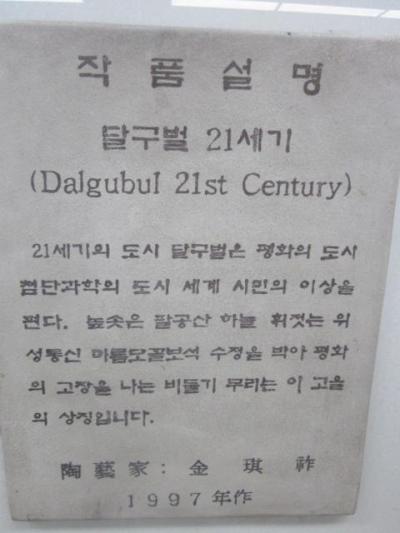 작품설명
달구벌 21세기
(Dalgubul 21st Century)
21세기의 도시 달구벌은 평화의 도시
첨단과학의 도시 세계 시민의 이상을
편다. 높솟은 팔공산 하늘 휘젓는 위
성통신 마름모꼴보석 수정을 박아 평화
의 고장을 나는 비둘기 무리는 이 고을
의 상징입니다.
陶藝家: 金 琪 祚
1997年作